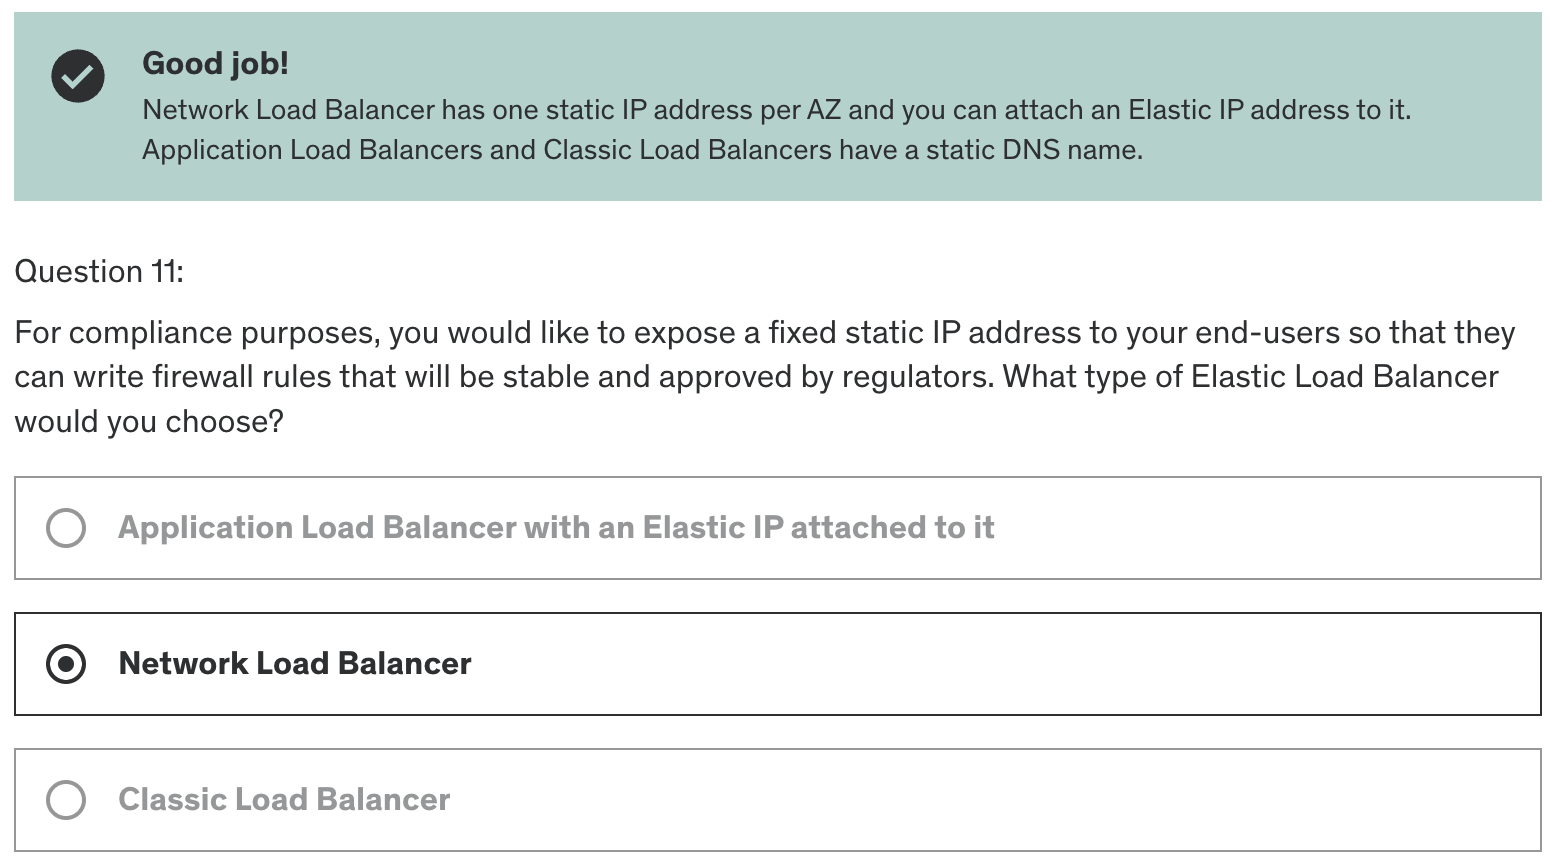 Good job!
Network Load Balancer has one static IP address per AZ and you can attach an Elastic IP address to it.
Application Load Balancers and Classic Load Balancers have a static DNS name.
Question 11:
For compliance purposes, you would like to expose a fixed static IP address to your end-users so that they
can write firewall rules that will be stable and approved by regulators. What type of Elastic Load Balancer
would you choose?
Application Load Balancer with an Elastic IP attached to it
Network Load Balancer
Classic Load Balancer